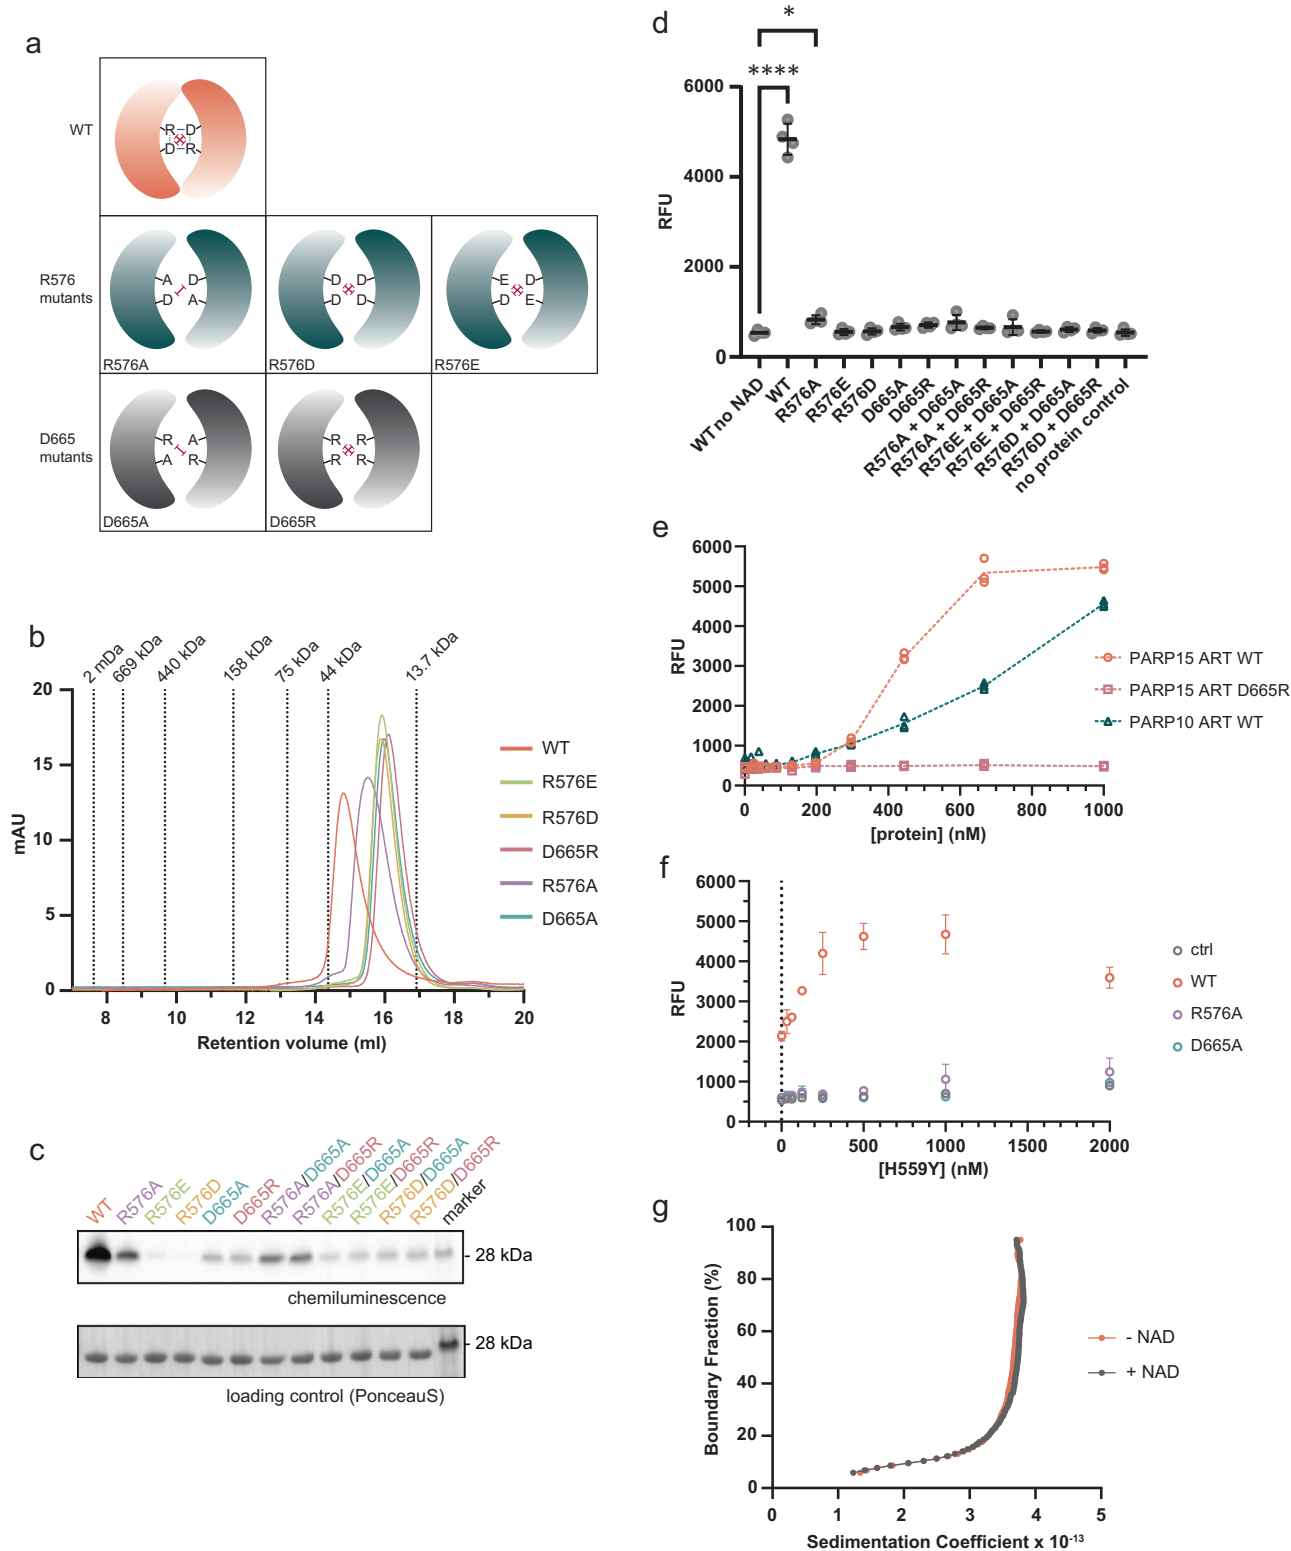 a
WT
R D
D R
R576
mutants
A D
D A
R576A
D D
D D
R576D
E D
D E
R576E
D665
mutants
R A
A R
D665A
R R
R R
D665R
b
2 mDa
669 kDa
440 kDa
158 kDa
75 kDa
44 kDa
13.7 kDa
20
15
10
5
0
mAU
8 10 12 14 16 18 20
Retention volume (ml)
WT
R576E
R576D
D665R
R576A
D665A
c
WT
R576A
R576E
R576D
D665A
D665R
R576A/D665A
R576A/D665R
R576E/D665A
R576E/D665R
R576D/D665A
R576D/D665R
marker
- 28 kDa
chemiluminescence
- 28 kDa
loading control (PonceauS)
d
*
****
6000
4000
2000
0
RFU
WT no NAD
WT
R576A
R576E
R576D
D665A
D665R
R576A + D665A
R576A + D665R
R576E + D665A
R576E + D665R
R576D + D665A
R576D + D665R
no protein control
e
6000
5000
4000
3000
2000
1000
0
RFU
0 200 400 600 800 1000
[protein] (nM)
PARP15 ART WT
PARP15 ART D665R
PARP10 ART WT
f
6000
5000
4000
3000
2000
1000
0
RFU
0 500 1000 1500 2000
[H559Y] (nM)
ctrl
WT
R576A
D665A
g
100
80
60
40
20
0
Boundary Fraction (%)
0 1 2 3 4 5
Sedimentation Coefficient x 10⁻¹³
- NAD
+ NAD